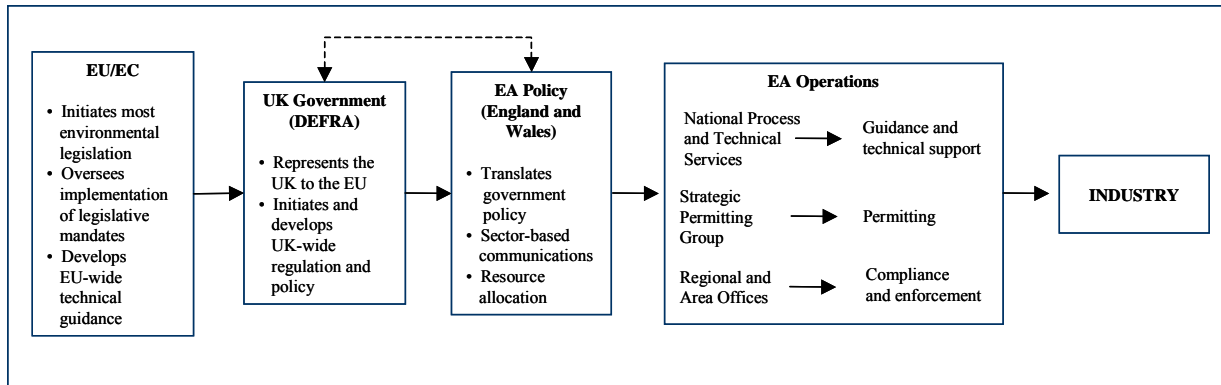 EU/EC
• Initiates most
environmental
legislation
• Oversees
implementation
of legislative
mandates
• Develops
EU-wide
technical
guidance
UK Government
(DEFRA)
• Represents the
UK to the EU
• Initiates and
develops
UK-wide
regulation and
policy
EA Policy
(England and
Wales)
• Translates
government
policy
• Sector-based
communications
• Resource
allocation
EA Operations
National Process
and Technical
Services
Guidance and
technical support
Strategic
Permitting
Group
Permitting
Regional and
Area Offices
Compliance
and enforcement
INDUSTRY